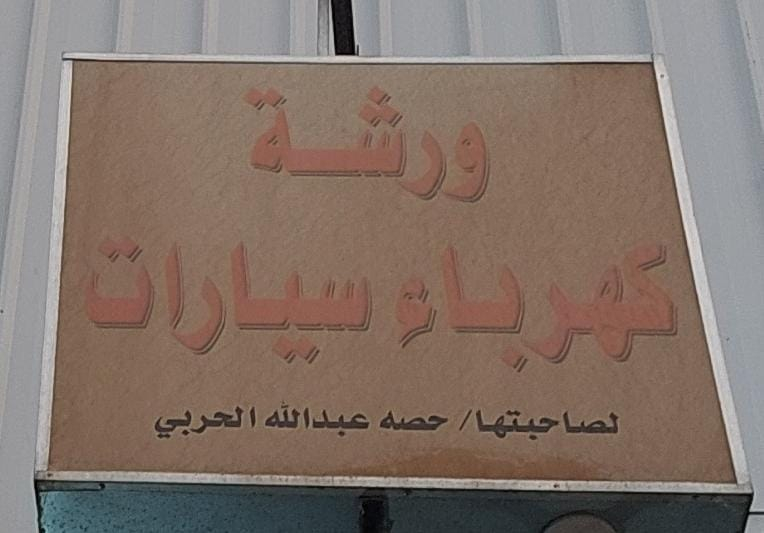 ورشة
كهرباء سيارات
لصاحبتها/ حصه عبدالله الحربي